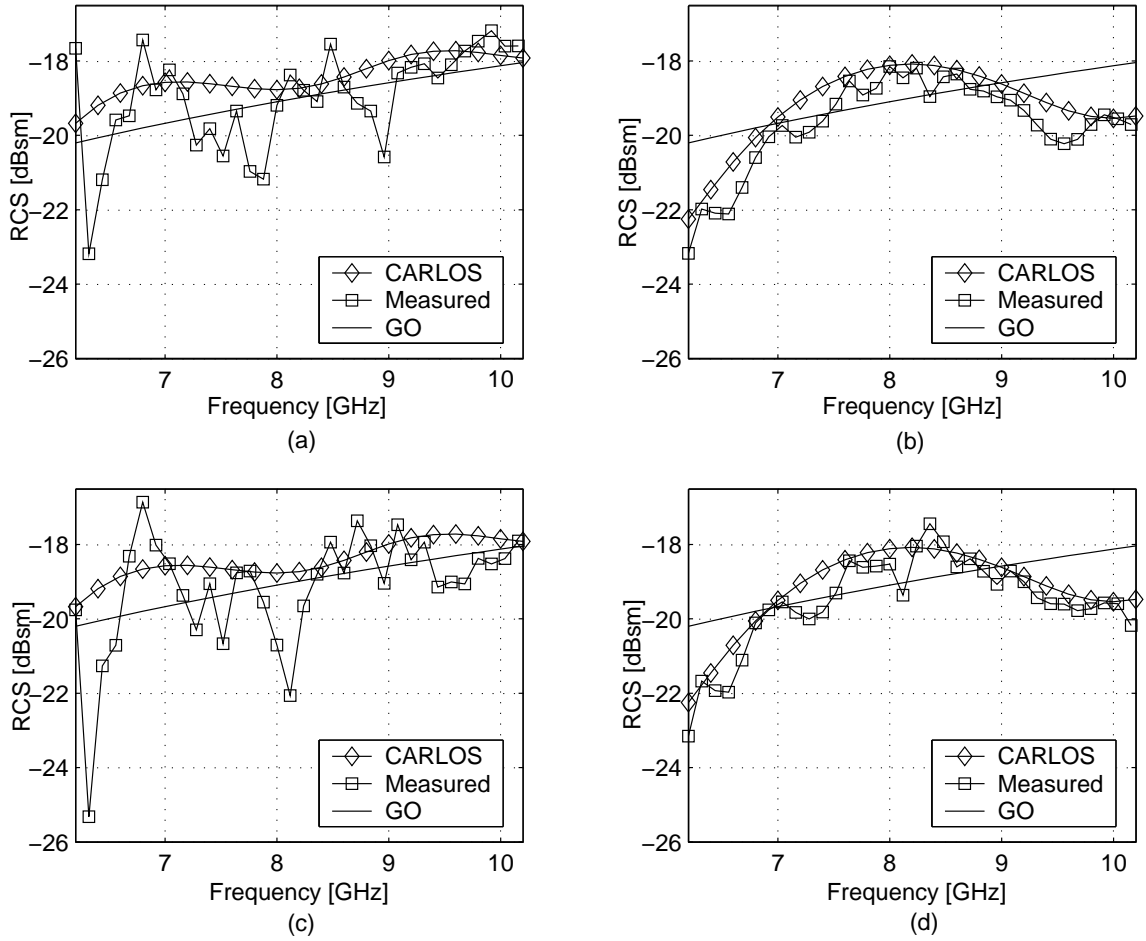 −18
−20
−22
−24
−26
RCS [dBsm]
7
8
9
10
Frequency [GHz]
CARLOS
Measured
GO
(a)
−18
−20
−22
−24
−26
RCS [dBsm]
7
8
9
10
Frequency [GHz]
CARLOS
Measured
GO
(b)
−18
−20
−22
−24
−26
RCS [dBsm]
7
8
9
10
Frequency [GHz]
CARLOS
Measured
GO
(c)
−18
−20
−22
−24
−26
RCS [dBsm]
7
8
9
10
Frequency [GHz]
CARLOS
Measured
GO
(d)